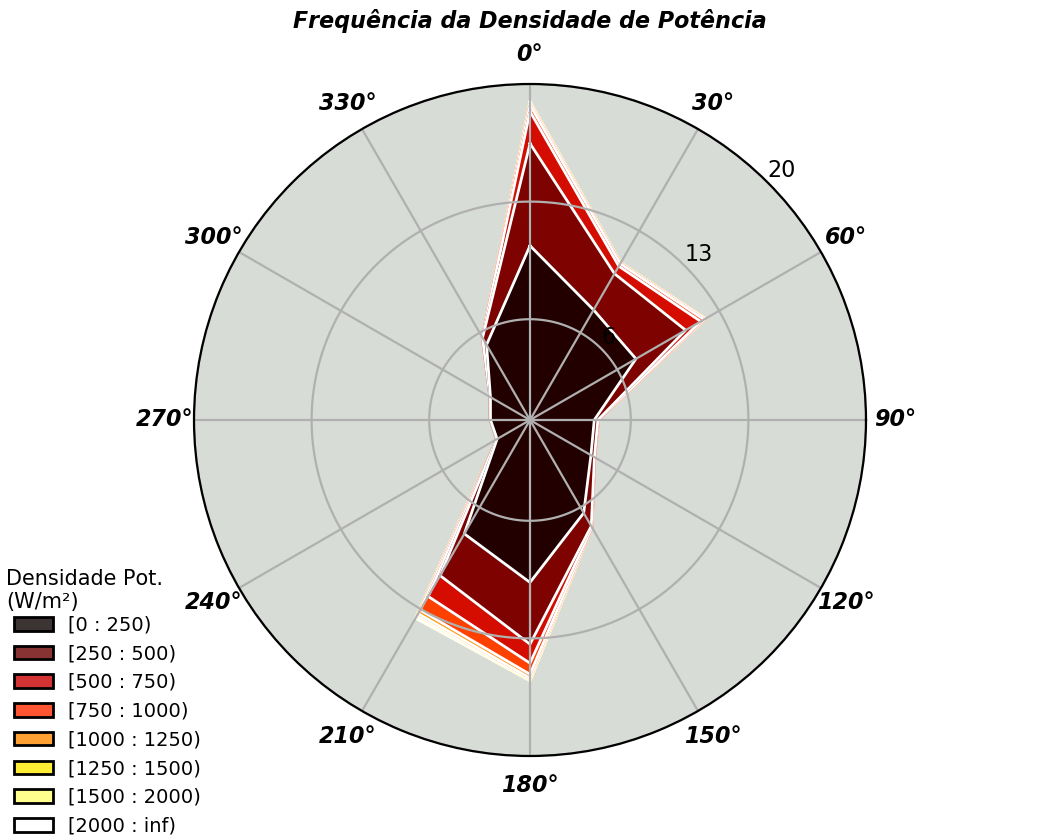 Frequência da Densidade de Potência
0°
330°
30°
20
300°
60°
13
6
270°
90°
Densidade Pot.
(W/m²)
240°
120°
[0 : 250)
[250 : 500)
[500 : 750)
[750 : 1000)
210°
150°
[1000 : 1250)
[1250 : 1500)
180°
[1500 : 2000)
[2000 : inf)